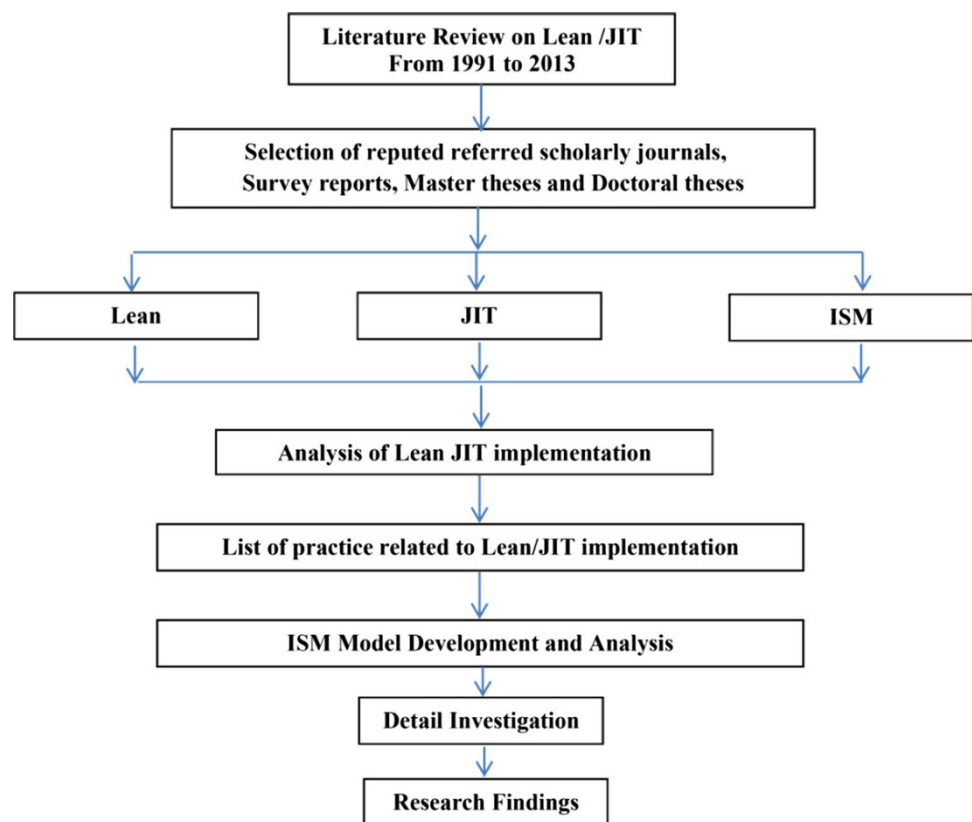 Literature Review on Lean /JIT
From 1991 to 2013
Selection of reputed referred scholarly journals,
Survey reports, Master theses and Doctoral theses
Lean
JIT
ISM
Analysis of Lean JIT implementation
List of practice related to Lean/JIT implementation
ISM Model Development and Analysis
Detail Investigation
Research Findings